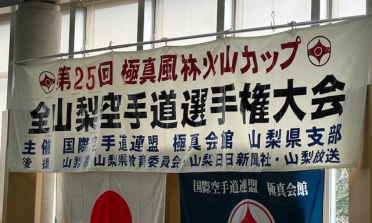 第25回 極真風林火山カップ
全山梨空手道選手権大会
主催 国際空手道連盟 極真会館 山梨県支部
後援 山梨県教育委員会・山梨日日新聞社・山梨放送
国際空手道連盟 極真会館